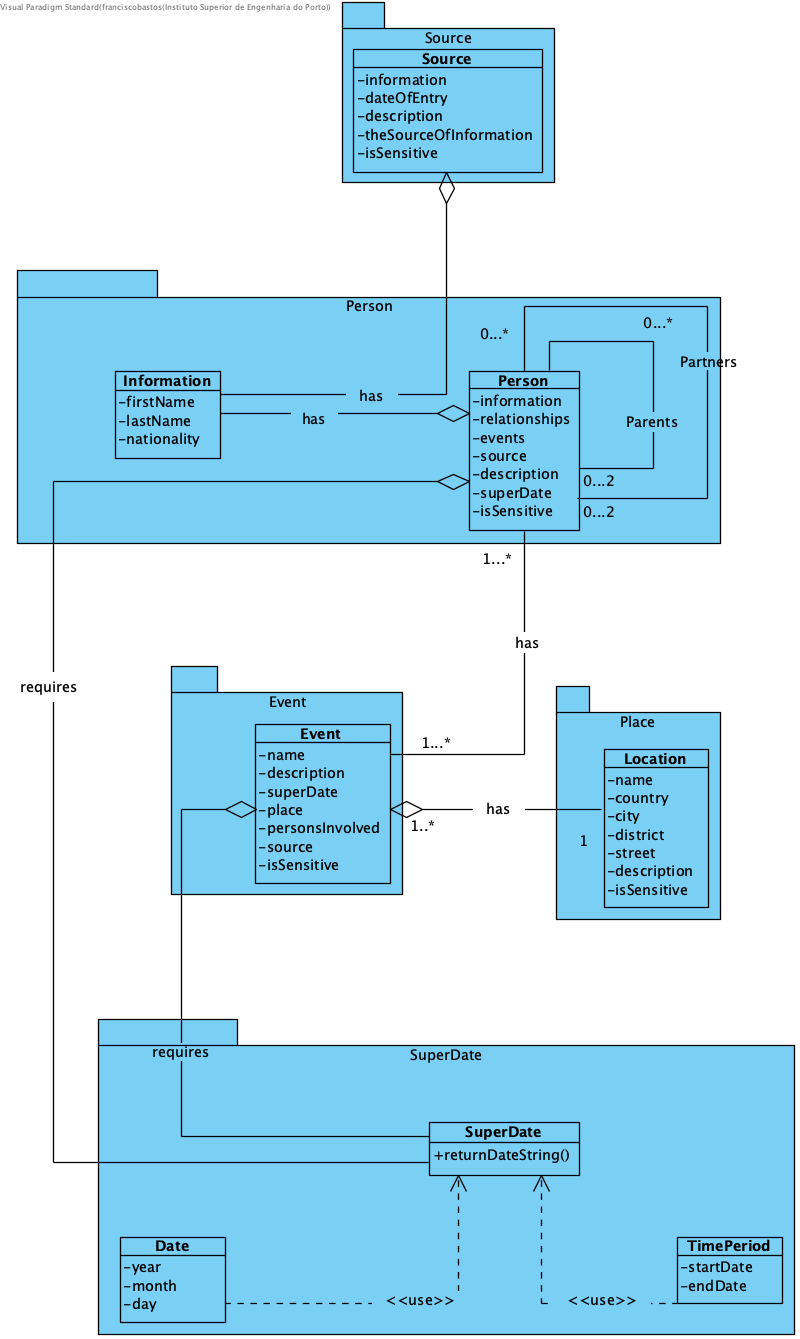 Visual Paradigm Standard(franciscobastos(Instituto Superior de Engenharia do Porto))
Source
Source
-information
-dateOfEntry
-description
-theSourceOfInformation
-isSensitive
Person
0...*
0...*
Partners
Information
-firstName
-lastName
-nationality
has
has
Person
-information
-relationships
-events
-source
-description
-superDate
-isSensitive
Parents
0...2
0...2
1...*
has
requires
Event
Event
-name
-description
-superDate
-place
-personsInvolved
-source
-isSensitive
1...*
1..*
has
1
Place
Location
-name
-country
-city
-district
-street
-description
-isSensitive
requires
SuperDate
SuperDate
+returnDateString()
Date
-year
-month
-day
<<use>>
<<use>>
TimePeriod
-startDate
-endDate